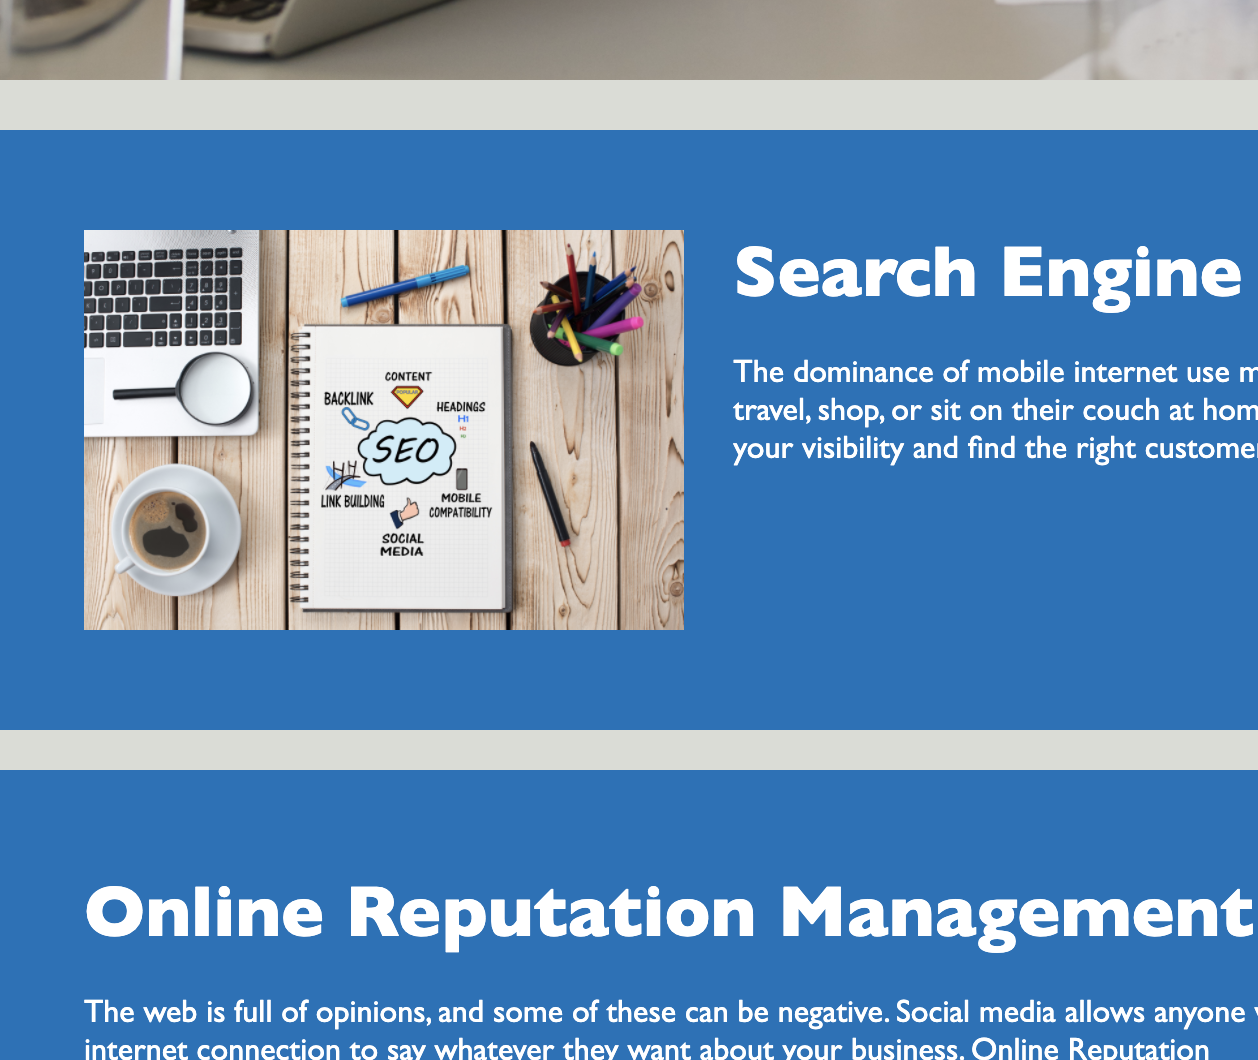 Search Engine
The dominance of mobile internet use
travel, shop, or sit on their couch at
your visibility and find the right
CONTENT
BACKLINK
HEADINGS
H1
H2
SEO
LINK BUILDING
MOBILE
COMPATIBILITY
SOCIAL
MEDIA
Online Reputation Management
The web is full of opinions, and some of these can be negative. Social media allows anyone
internet connection to say whatever they want about your business. Online Reputation